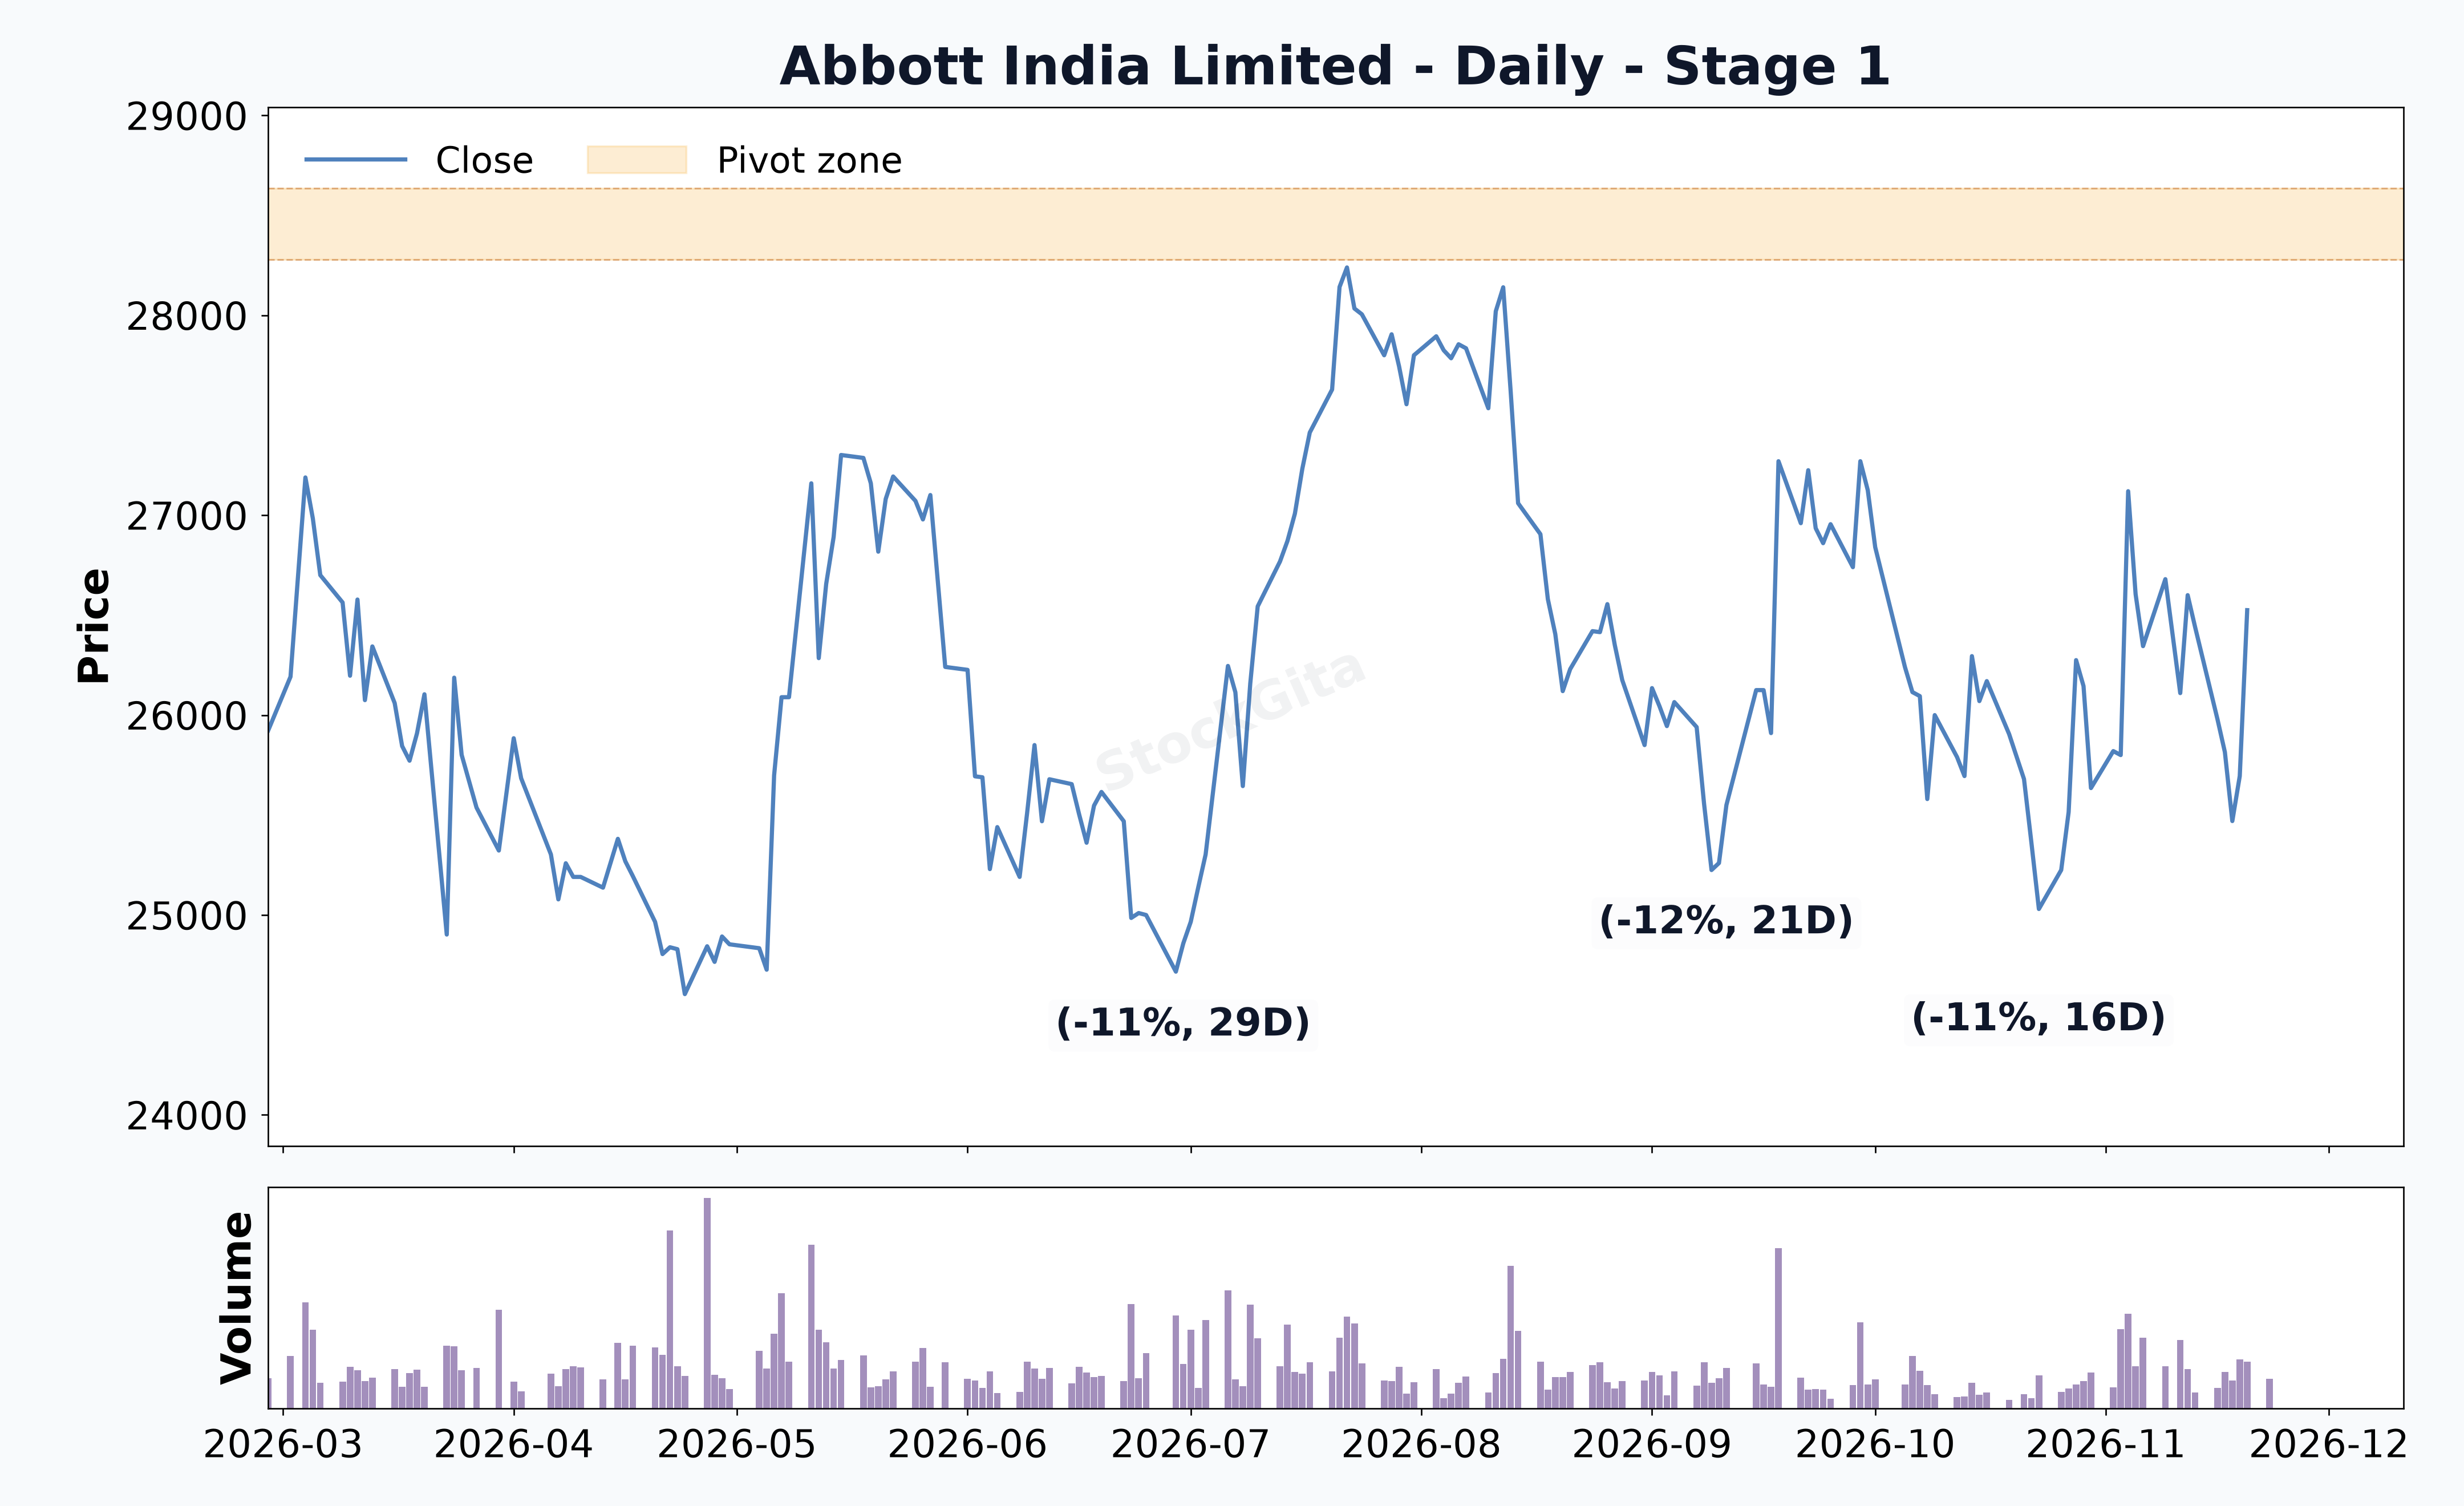 Abbott India Limited - Daily - Stage 1
Close
Pivot zone
Price
29000
28000
27000
26000
25000
24000
StockGita
(-11%, 29D)
(-12%, 21D)
(-11%, 16D)
Volume
2026-03
2026-04
2026-05
2026-06
2026-07
2026-08
2026-09
2026-10
2026-11
2026-12